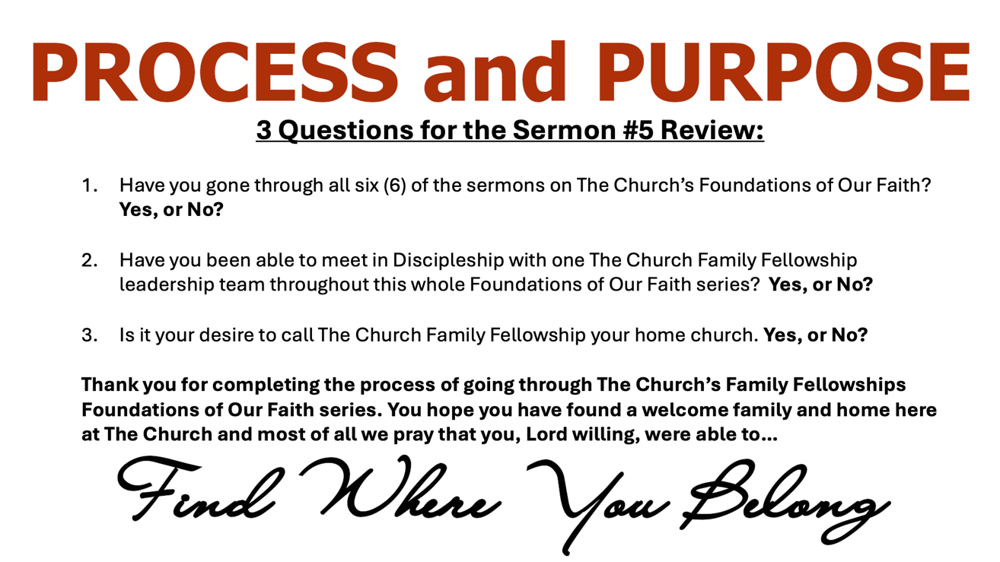 PROCESS and PURPOSE
3 Questions for the Sermon #5 Review:
1. Have you gone through all six (6) of the sermons on The Church’s Foundations of Our Faith?
Yes, or No?
2. Have you been able to meet in Discipleship with one The Church Family Fellowship
leadership team throughout this whole Foundations of Our Faith series? Yes, or No?
3. Is it your desire to call The Church Family Fellowship your home church. Yes, or No?
Thank you for completing the process of going through The Church’s Family Fellowships
Foundations of Our Faith series. You hope you have found a welcome family and home here
at The Church and most of all we pray that you, Lord willing, were able to...
Find Where You Belong